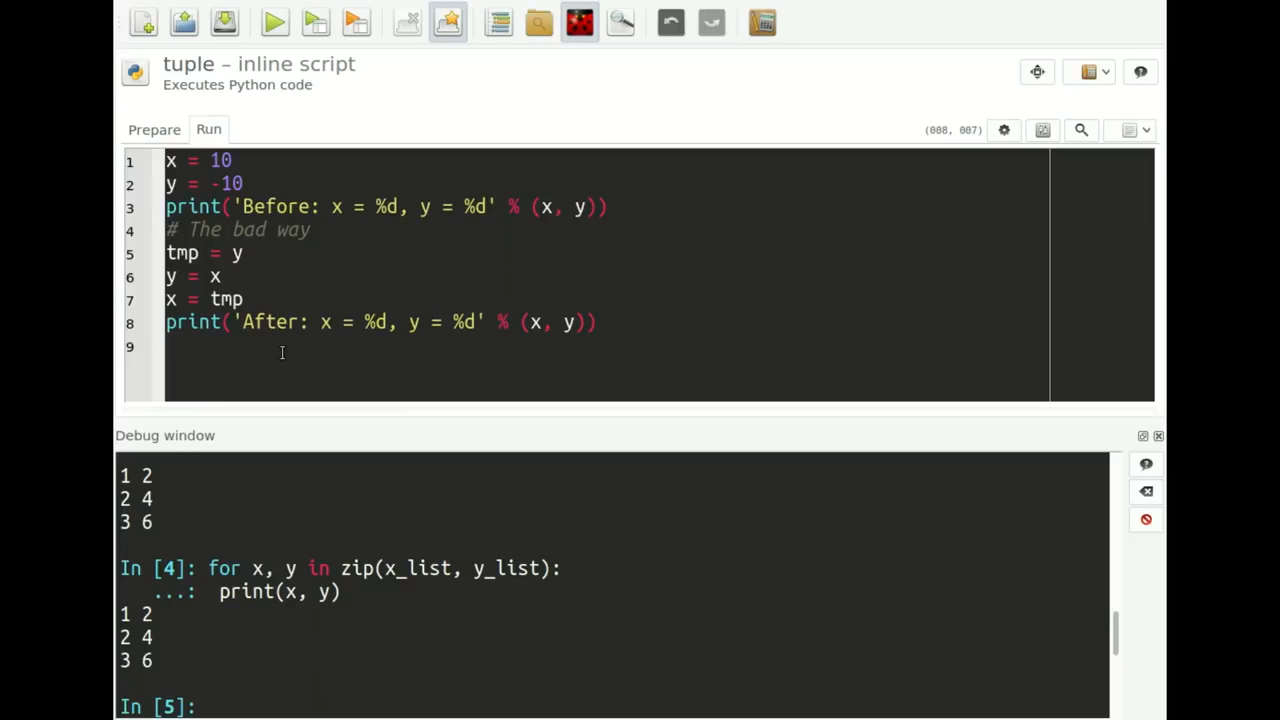 tuple – inline script
Executes Python code
Prepare Run (008, 007)
1 x = 10
2 y = -10
3 print('Before: x = %d, y = %d' % (x, y))
4 # The bad way
5 tmp = y
6 y = x
7 x = tmp
8 print('After: x = %d, y = %d' % (x, y))
9
Debug window
1 2
2 4
3 6
In [4]: for x, y in zip(x_list, y_list):
...: print(x, y)
1 2
2 4
3 6
In [5]: